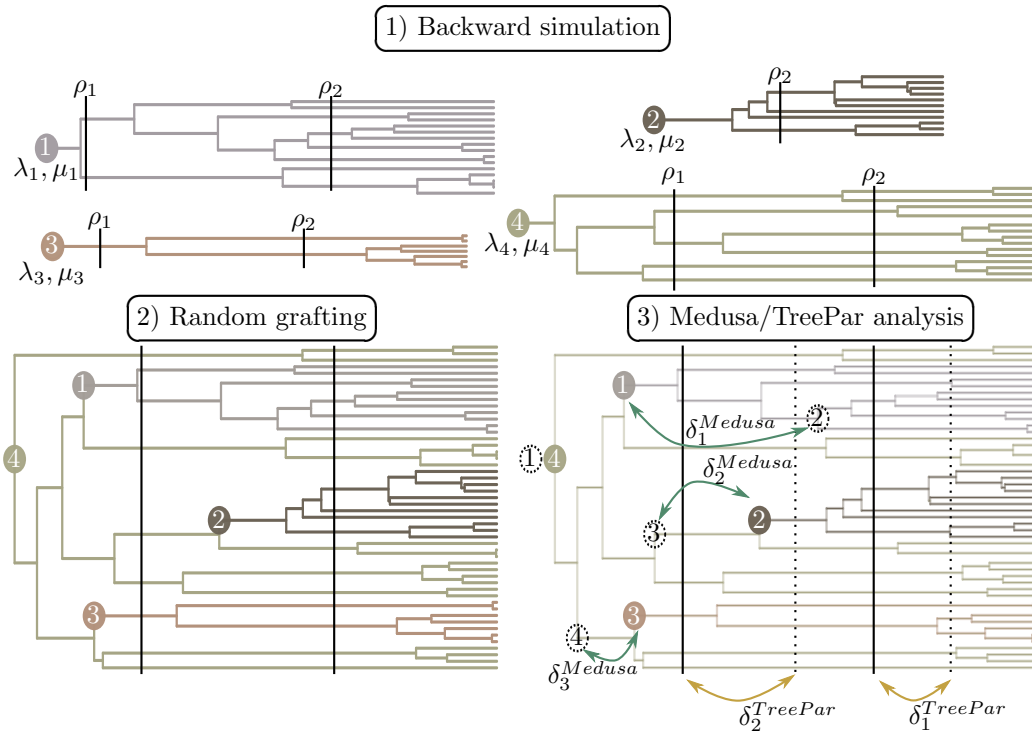 1) Backward simulation
ρ1 ρ2
1
λ1, μ1
ρ2
2
λ2, μ2
ρ1 ρ2
3
λ3, μ3
ρ1 ρ2
4
λ4, μ4
2) Random grafting
1
4
2
3
3) Medusa/TreePar analysis
1
2
δ1^Medusa
1 4
δ2^Medusa
2
3
3
4
δ3^Medusa
δ2^TreePar δ1^TreePar